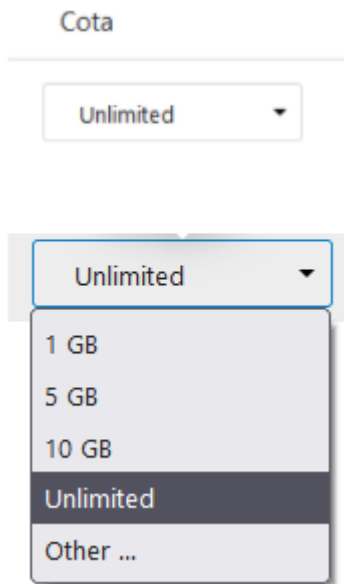 Cota
Unlimited
Unlimited
1 GB
5 GB
10 GB
Unlimited
Other ...